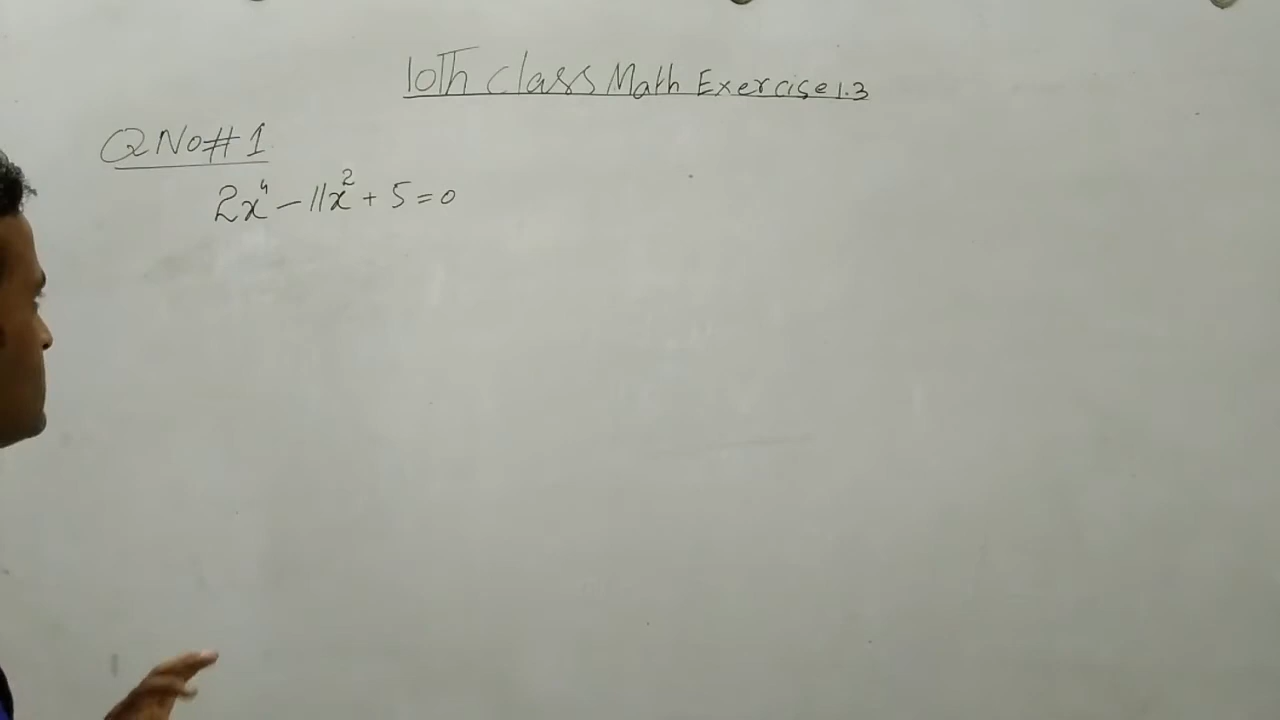 10Th Class Math Exercise 1.3
Q No# 1
2x⁴ - 11x² + 5 = 0